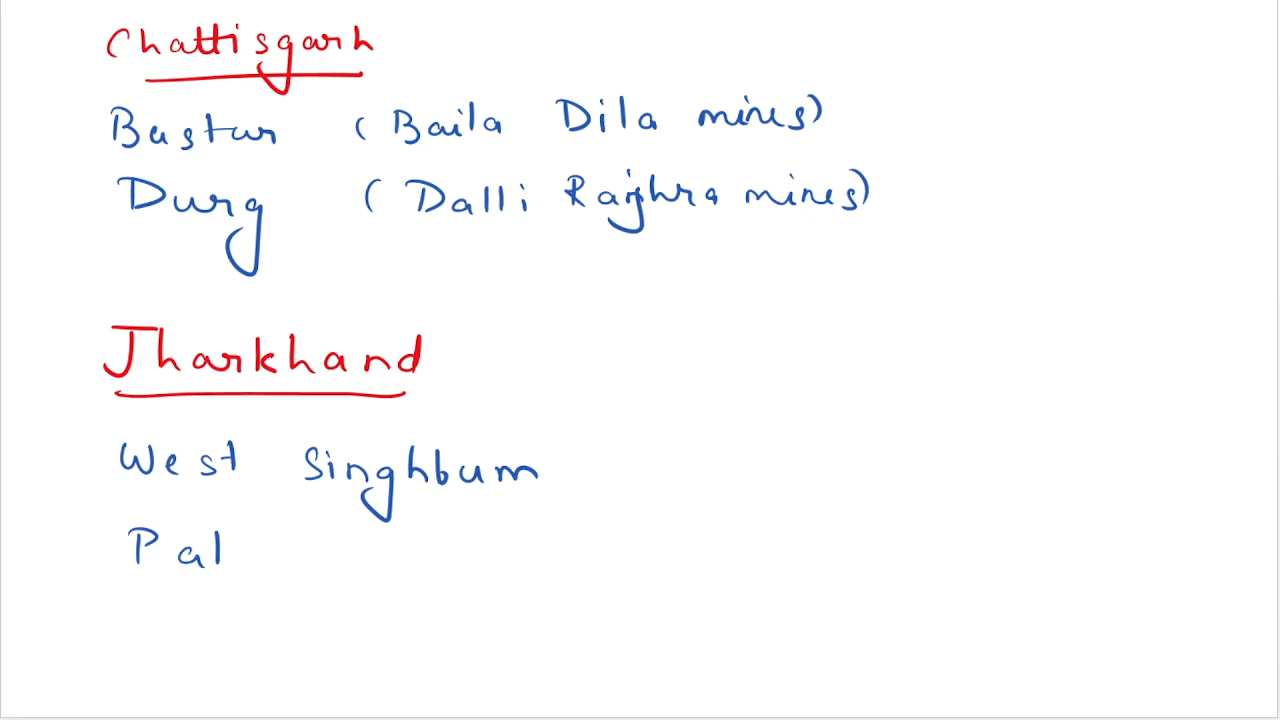 Chattisgarh
Bastar (Baila Dila mines)
Durg (Dalli Rajhra mines)
Jharkhand
West Singhbum
Pal